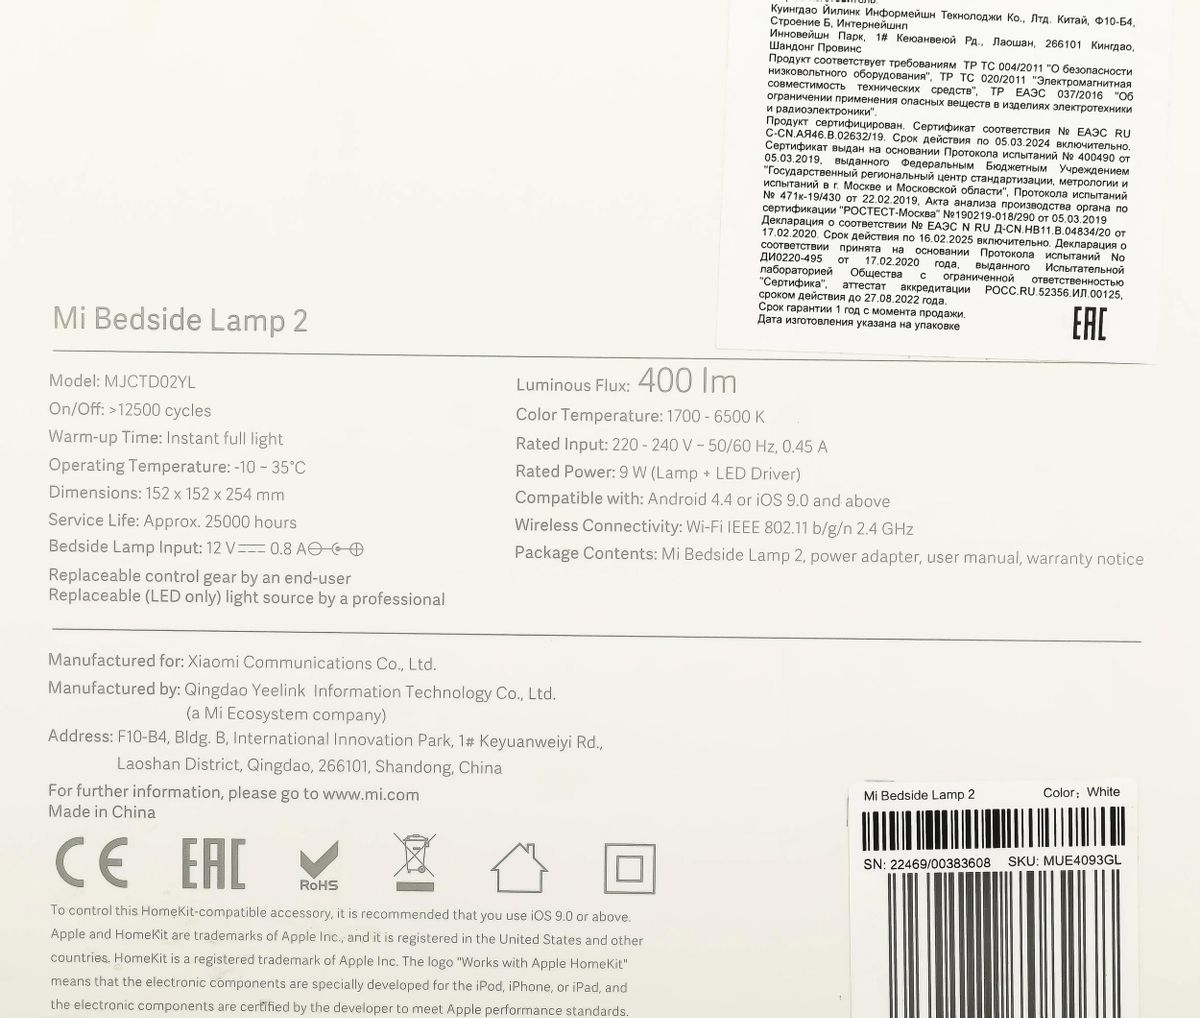 Куингдао Йилинк Информейшн Текнолоджи Ко., Лтд. Китай, Ф10-Б4,
Строение Б, Интернейшнл
Инновейшн Парк, 1# Кеюанвеюй Рд., Лаошан, 266101 Кингдао,
Шандонг Провинс
Продукт соответствует требованиям ТР ТС 004/2011 "О безопасности
низковольтного оборудования", ТР ТС 020/2011 "Электромагнитная
совместимость технических средств", ТР ЕАЭС 037/2016 "Об
ограничении применения опасных веществ в изделиях электротехники
и радиоэлектроники".
Продукт сертифицирован. Сертификат соответствия № ЕАЭС RU
С-CN.АЯ46.В.02632/19. Срок действия по 05.03.2024 включительно.
Сертификат выдан на основании Протокола испытаний № 400490 от
05.03.2019, выданного Федеральным Бюджетным Учреждением
"Государственный региональный центр стандартизации, метрологии и
испытаний в г. Москве и Московской области", Протокола испытаний
№ 471к-19/430 от 22.02.2019, Акта анализа производства органа по
сертификации "РОСТЕСТ-Москва" №190219-018/290 от 05.03.2019
Декларация о соответствии № ЕАЭС N RU Д-CN.НВ11.В.04834/20 от
17.02.2020. Срок действия по 16.02.2025 включительно. Декларация о
соответствии принята на основании Протокола испытаний No
ДИ0220-495 от 17.02.2020 года, выданного Испытательной
лабораторией Общества с ограниченной ответственностью
"Сертифика", аттестат аккредитации РОСС.RU.52356.ИЛ.00125,
сроком действия до 27.08.2022 года.
Срок гарантии 1 год с момента продажи.
Дата изготовления указана на упаковке
EAC
Mi Bedside Lamp 2
Model: MJCTD02YL
On/Off: >12500 cycles
Warm-up Time: Instant full light
Operating Temperature: -10 ~ 35°C
Dimensions: 152 x 152 x 254 mm
Service Life: Approx. 25000 hours
Bedside Lamp Input: 12 V⎓ 0.8 A
Replaceable control gear by an end-user
Replaceable (LED only) light source by a professional
Luminous Flux: 400 lm
Color Temperature: 1700 - 6500 K
Rated Input: 220 - 240 V ~ 50/60 Hz, 0.45 A
Rated Power: 9 W (Lamp + LED Driver)
Compatible with: Android 4.4 or iOS 9.0 and above
Wireless Connectivity: Wi-Fi IEEE 802.11 b/g/n 2.4 GHz
Package Contents: Mi Bedside Lamp 2, power adapter, user manual, warranty notice
Manufactured for: Xiaomi Communications Co., Ltd.
Manufactured by: Qingdao Yeelink Information Technology Co., Ltd.
(a Mi Ecosystem company)
Address: F10-B4, Bldg. B, International Innovation Park, 1# Keyuanweiyi Rd.,
Laoshan District, Qingdao, 266101, Shandong, China
For further information, please go to www.mi.com
Made in China
CE EAC RoHS
To control this HomeKit-compatible accessory, it is recommended that you use iOS 9.0 or above.
Apple and HomeKit are trademarks of Apple Inc., and it is registered in the United States and other
countries. HomeKit is a registered trademark of Apple Inc. The logo "Works with Apple HomeKit"
means that the electronic components are specially developed for the iPod, iPhone, or iPad, and
the electronic components are certified by the developer to meet Apple performance standards.
Mi Bedside Lamp 2 Color: White
SN: 22469/00383608 SKU: MUE4093GL